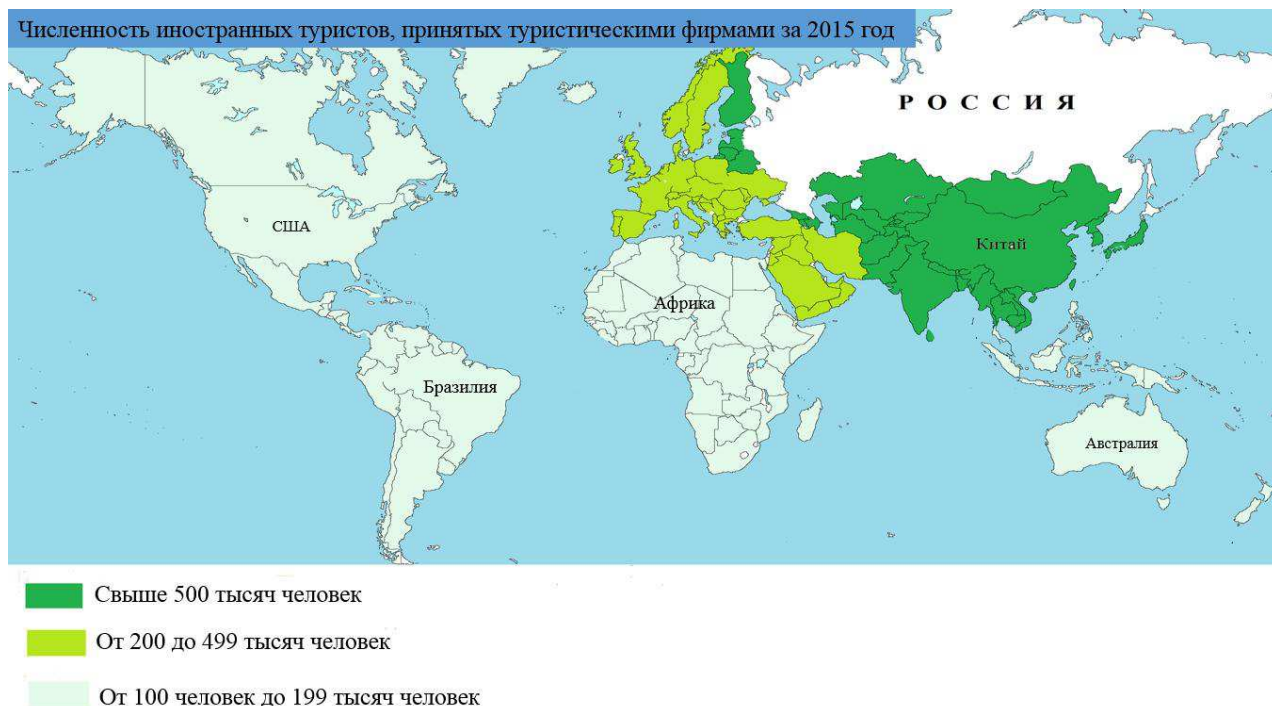 Численность иностранных туристов, принятых туристическими фирмами за 2015 год
РОССИЯ
США
Китай
Африка
Бразилия
Австралия
Свыше 500 тысяч человек
От 200 до 499 тысяч человек
От 100 человек до 199 тысяч человек